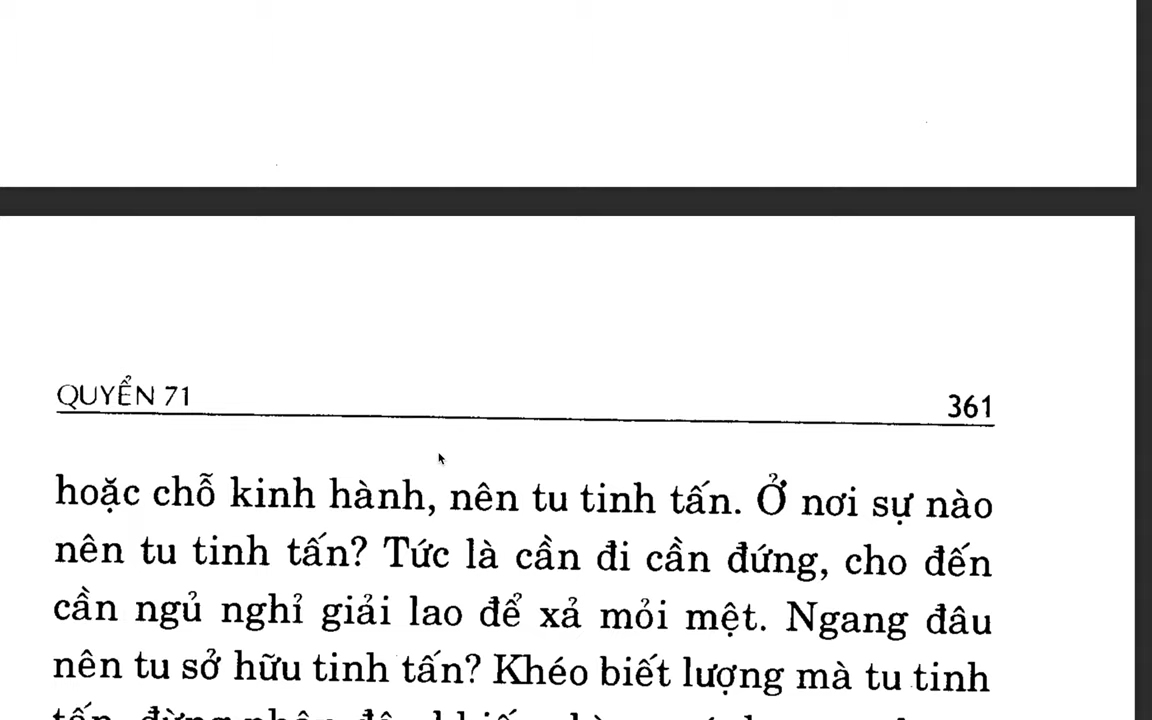 QUYỂN 71
361
hoặc chỗ kinh hành, nên tu tinh tấn. Ở nơi sự nào
nên tu tinh tấn? Tức là cần đi cần đứng, cho đến
cần ngủ nghỉ giải lao để xả mỏi mệt. Ngang đâu
nên tu sở hữu tinh tấn? Khéo biết lượng mà tu tinh